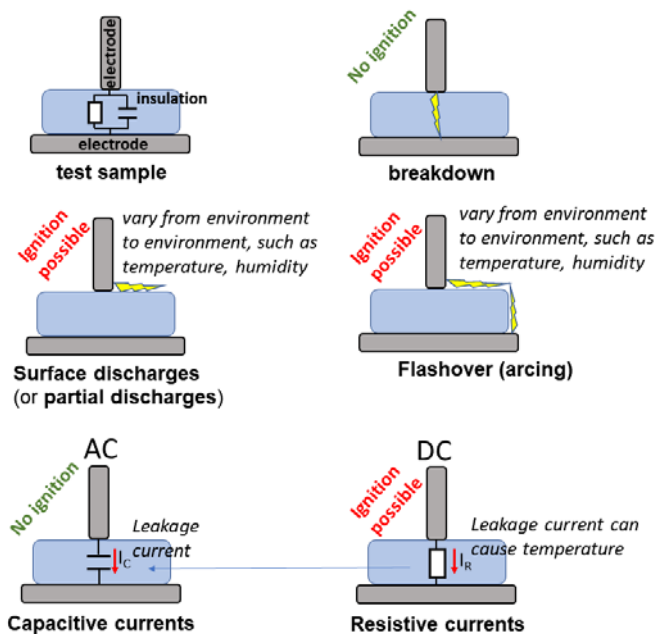 electrode
insulation
electrode
test sample
No ignition
breakdown
Ignition
possible
vary from environment
to environment, such as
temperature, humidity
Surface discharges
(or partial discharges)
Ignition
possible
vary from environment
to environment, such as
temperature, humidity
Flashover (arcing)
AC
No ignition
Leakage
current
I_C
Capacitive currents
DC
Ignition
possible
Leakage current can
cause temperature
I_R
Resistive currents